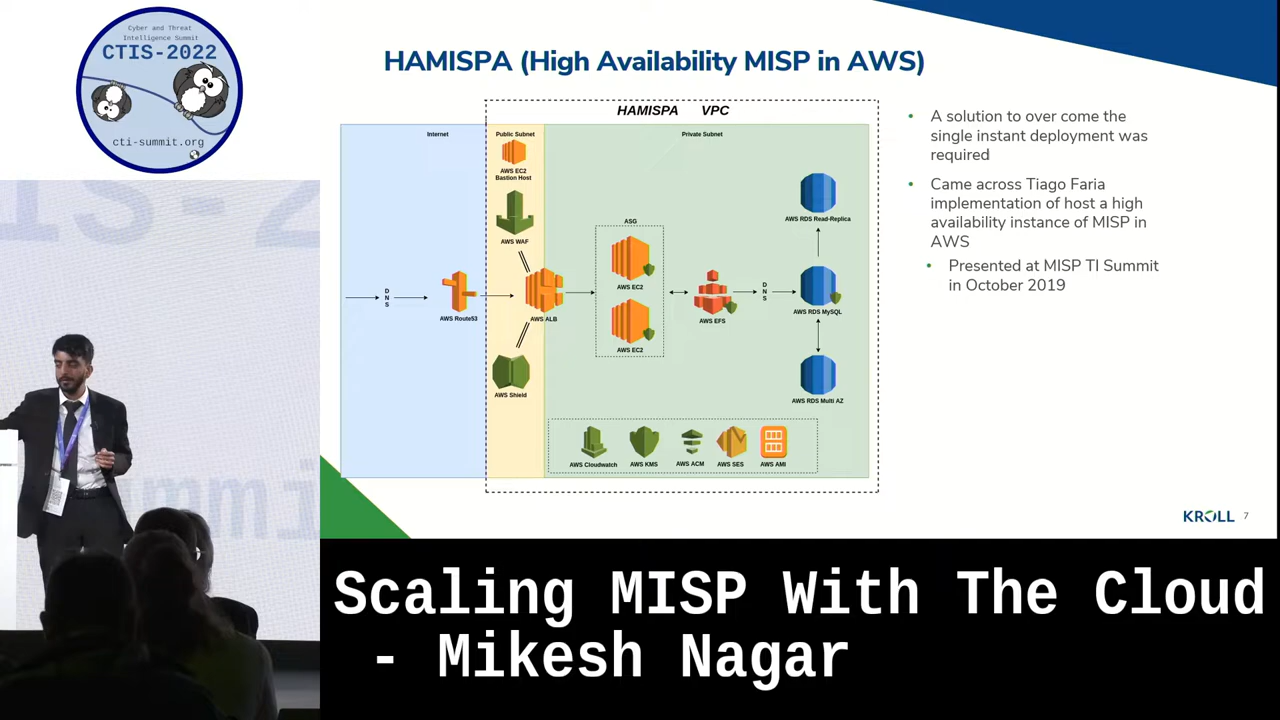 Cyber and Threat
Intelligence Summit
CTIS-2022
cti-summit.org
HAMISPA (High Availability MISP in AWS)
HAMISPA VPC
Internet
Public Subnet
Private Subnet
AWS EC2
Bastion Host
AWS WAF
DNS
AWS Route53
AWS ALB
AWS Shield
ASG
AWS EC2
AWS EC2
AWS EFS
DNS
AWS RDS Read-Replica
AWS RDS MySQL
AWS RDS Multi AZ
AWS Cloudwatch
AWS KMS
AWS ACM
AWS SES
AWS AMI
• A solution to over come the
single instant deployment was
required
• Came across Tiago Faria
implementation of host a high
availability instance of MISP in
AWS
• Presented at MISP TI Summit
in October 2019
KROLL 7
Scaling MISP With The Cloud
- Mikesh Nagar